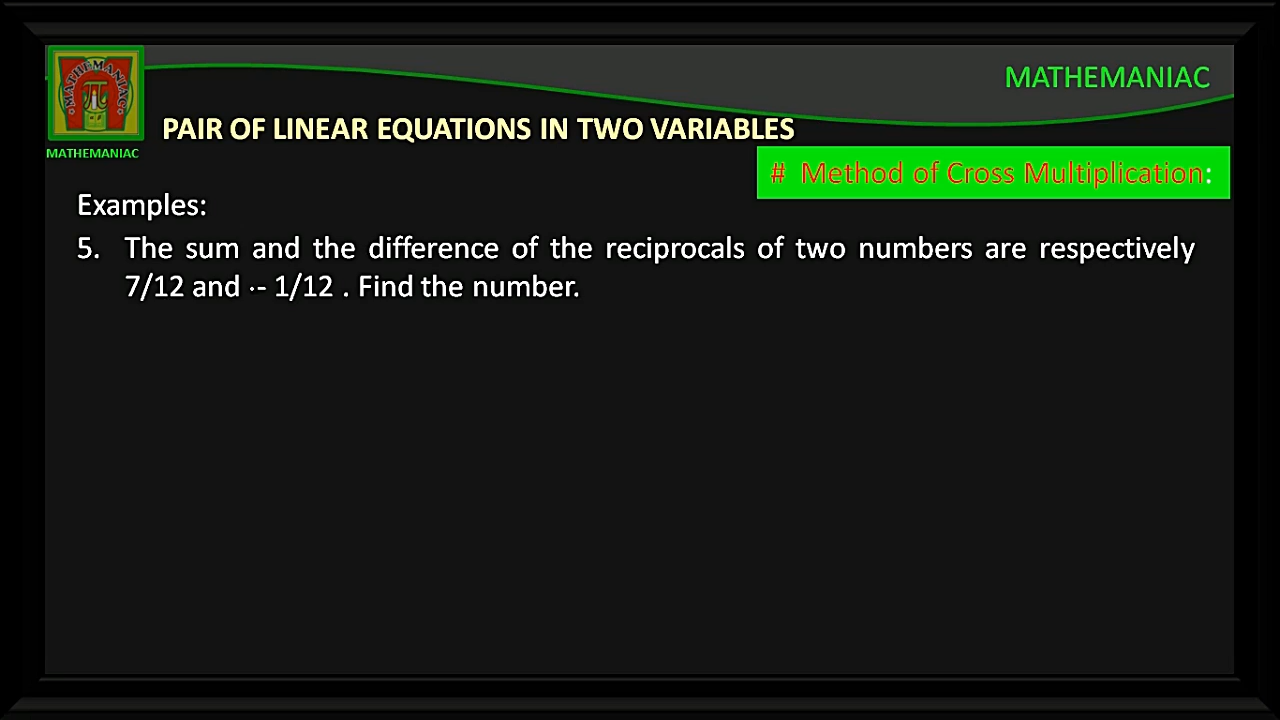 MATHEMANIAC
MATHEMANIAC
PAIR OF LINEAR EQUATIONS IN TWO VARIABLES
MATHEMANIAC
# Method of Cross Multiplication:
Examples:
5. The sum and the difference of the reciprocals of two numbers are respectively
7/12 and ·- 1/12 . Find the number.